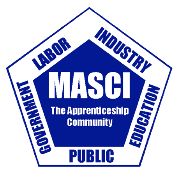 LABOR
INDUSTRY
MASCI
The Apprenticeship
Community
GOVERNMENT
EDUCATION
PUBLIC